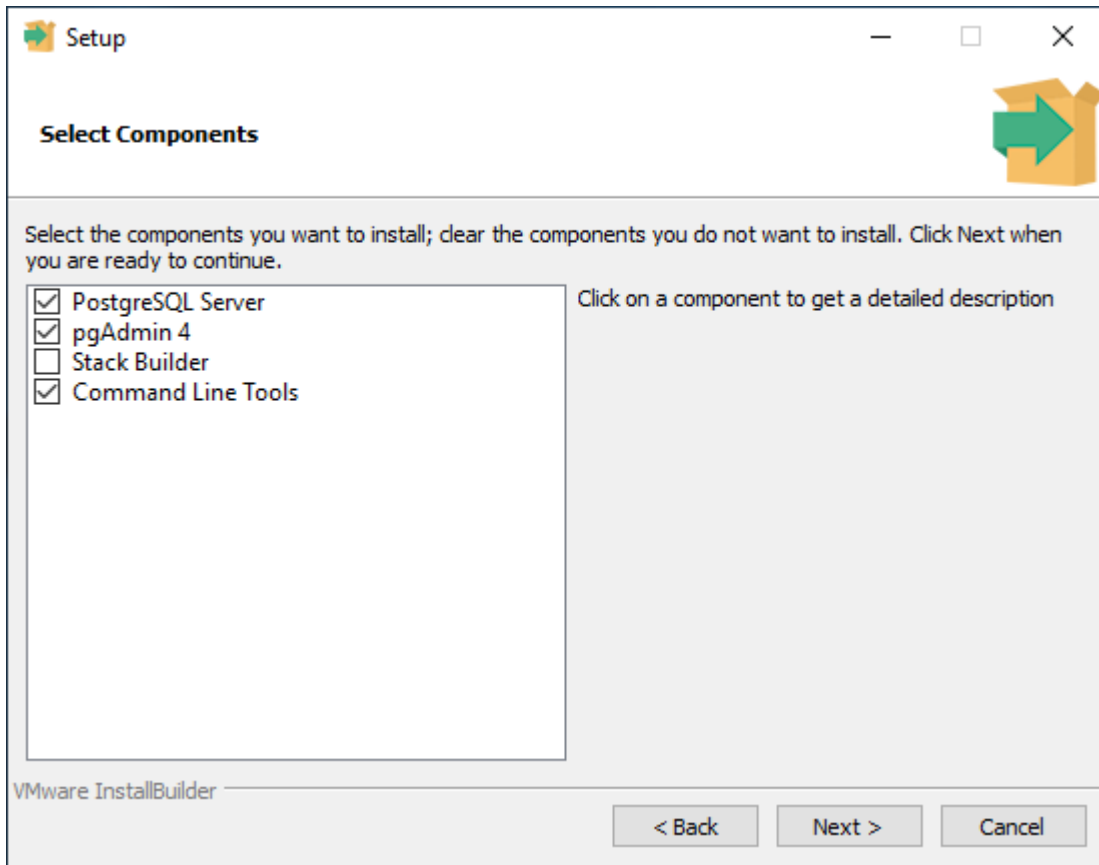 Setup
Select Components
Select the components you want to install; clear the components you do not want to install. Click Next when
you are ready to continue.
PostgreSQL Server
pgAdmin 4
Stack Builder
Command Line Tools
Click on a component to get a detailed description
VMware InstallBuilder
< Back
Next >
Cancel